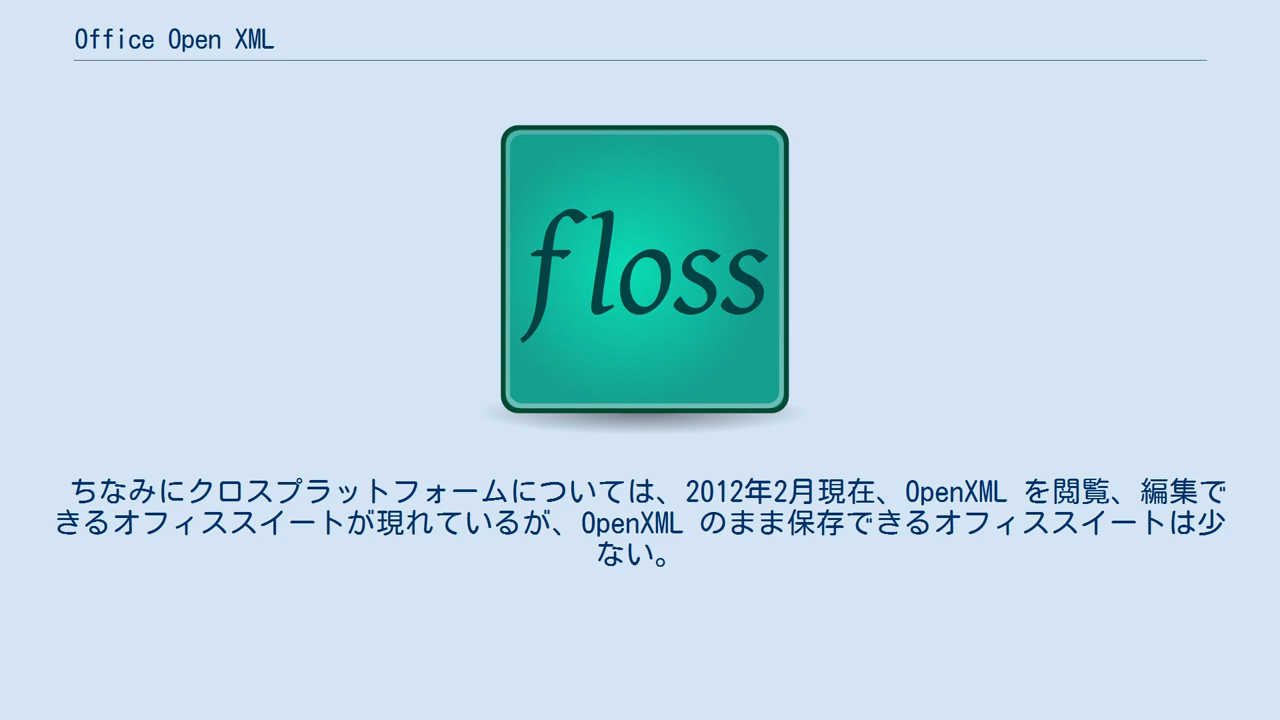 Office Open XML
floss
ちなみにクロスプラットフォームについては、2012年2月現在、OpenXML を閲覧、編集で
きるオフィススイートが現れているが、OpenXML のまま保存できるオフィススイートは少
ない。